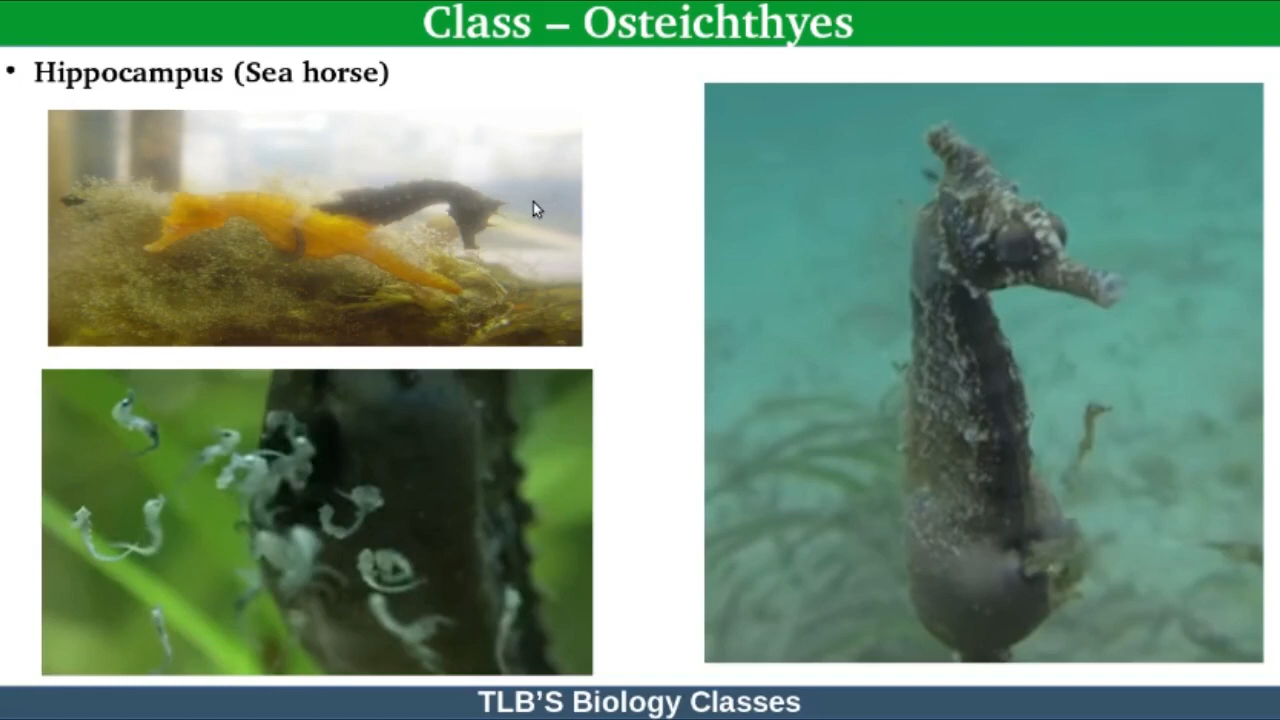 Class – Osteichthyes
• Hippocampus (Sea horse)
TLB'S Biology Classes